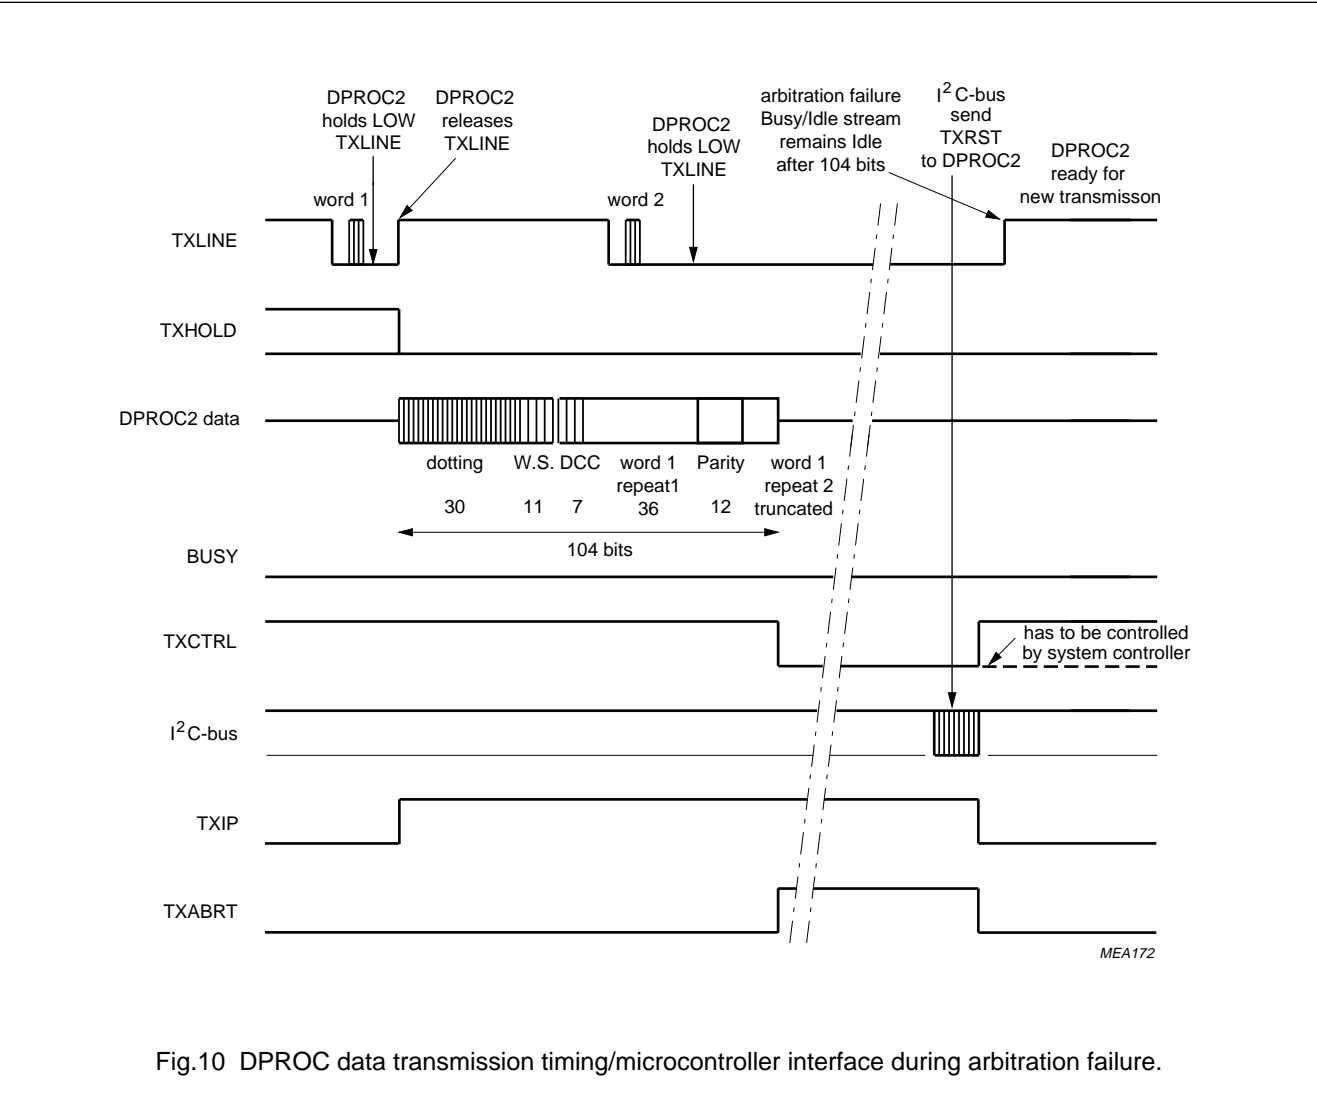 DPROC2
holds LOW
TXLINE
DPROC2
releases
TXLINE
DPROC2
holds LOW
TXLINE
arbitration failure
Busy/Idle stream
remains Idle
after 104 bits
I2C-bus
send
TXRST
to DPROC2
DPROC2
ready for
new transmisson
word 1
word 2
TXLINE
TXHOLD
DPROC2 data
dotting
W.S.
DCC
word 1
repeat1
Parity
word 1
repeat 2
truncated
30
11
7
36
12
104 bits
BUSY
TXCTRL
has to be controlled
by system controller
I2C-bus
TXIP
TXABRT
MEA172
Fig.10 DPROC data transmission timing/microcontroller interface during arbitration failure.